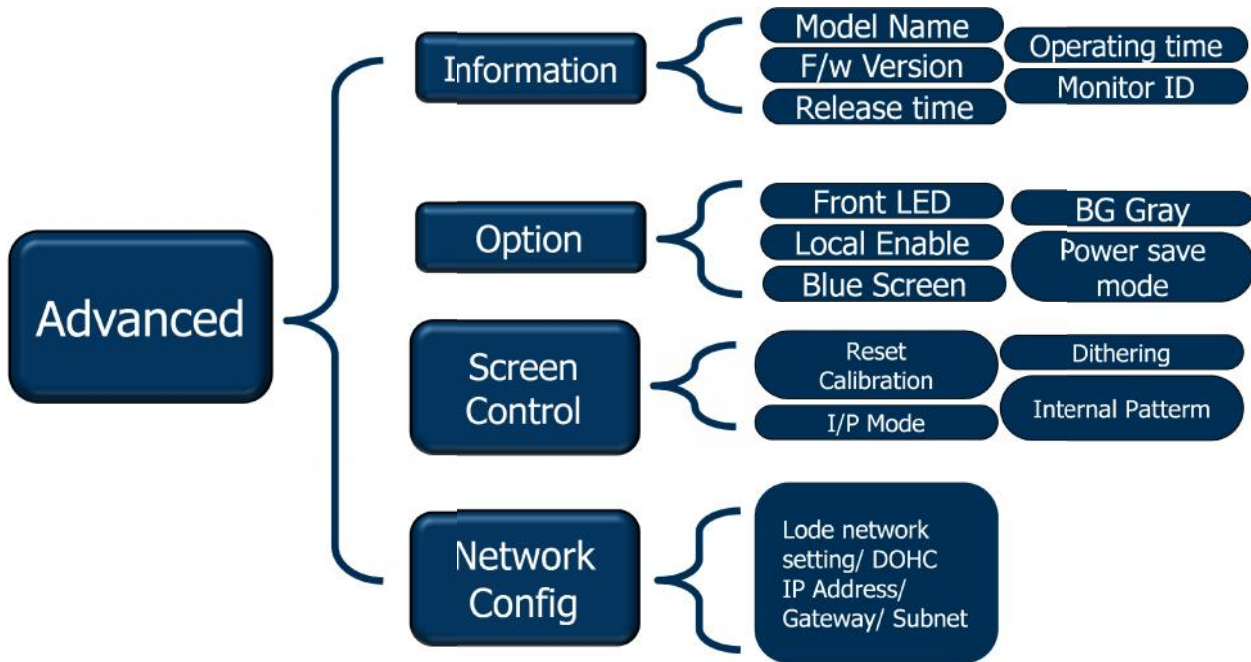 Advanced
Information
Model Name
F/w Version
Release time
Operating time
Monitor ID
Option
Front LED
Local Enable
Blue Screen
BG Gray
Power save
mode
Screen
Control
Reset
Calibration
I/P Mode
Dithering
Internal Patterm
Network
Config
Lode network
setting/ DOHC
IP Address/
Gateway/ Subnet